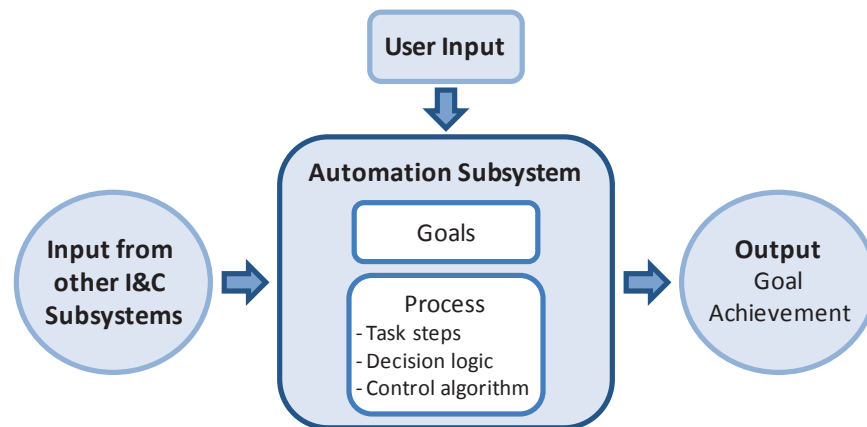 User Input
Automation Subsystem
Goals
Process
- Task steps
- Decision logic
- Control algorithm
Input from
other I&C
Subsystems
Output
Goal
Achievement